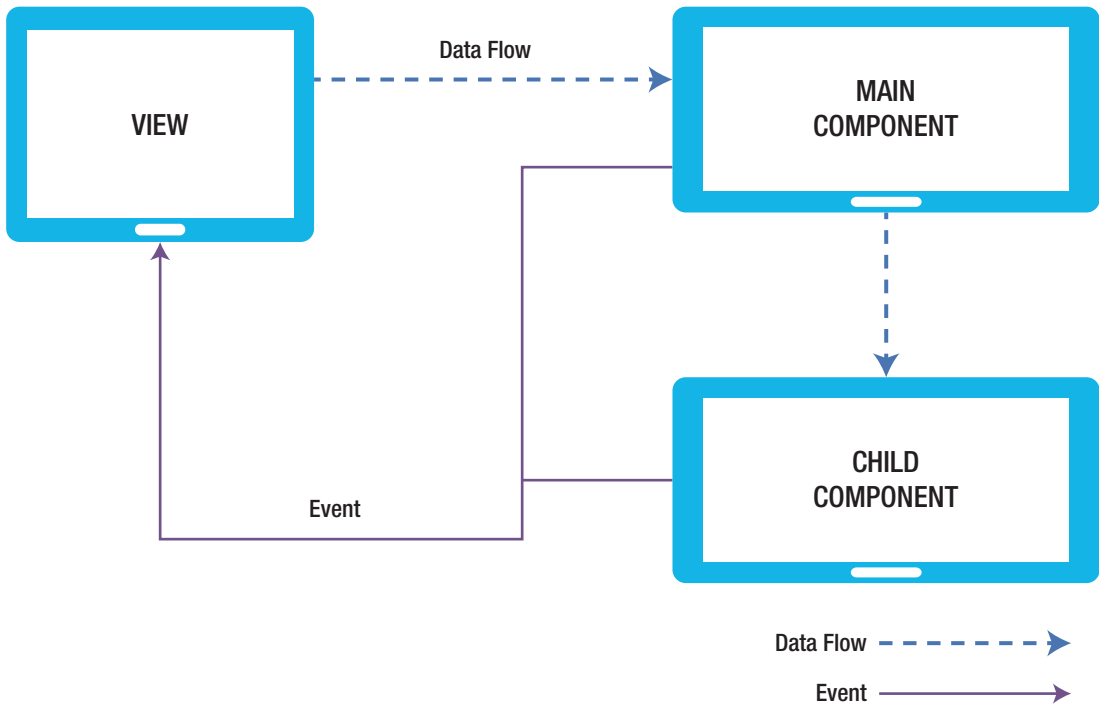 Data Flow
VIEW
MAIN
COMPONENT
CHILD
COMPONENT
Event
Data Flow
Event